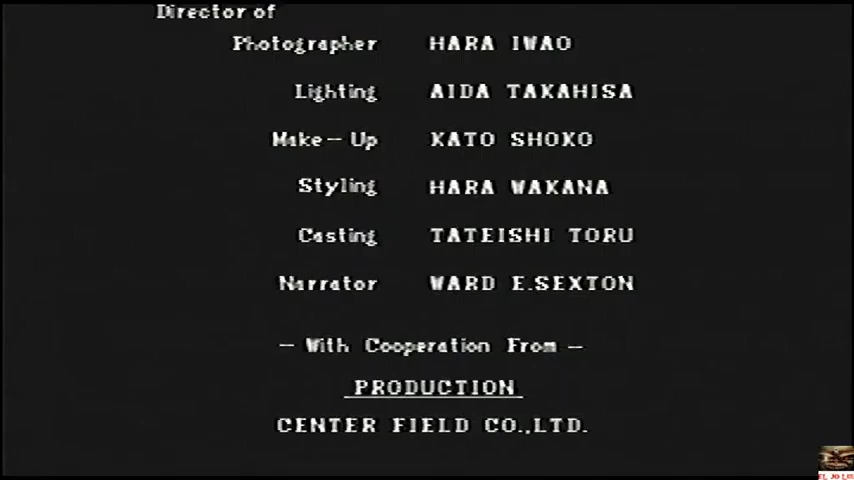 Director of
Photographer HARA IWAO
Lighting AIDA TAKAHISA
Make-Up KATO SHOKO
Styling HARA WAKANA
Casting TATEISHI TORU
Narrator WARD E.SEXTON
- With Cooperation From -
PRODUCTION
CENTER FIELD CO.,LTD.